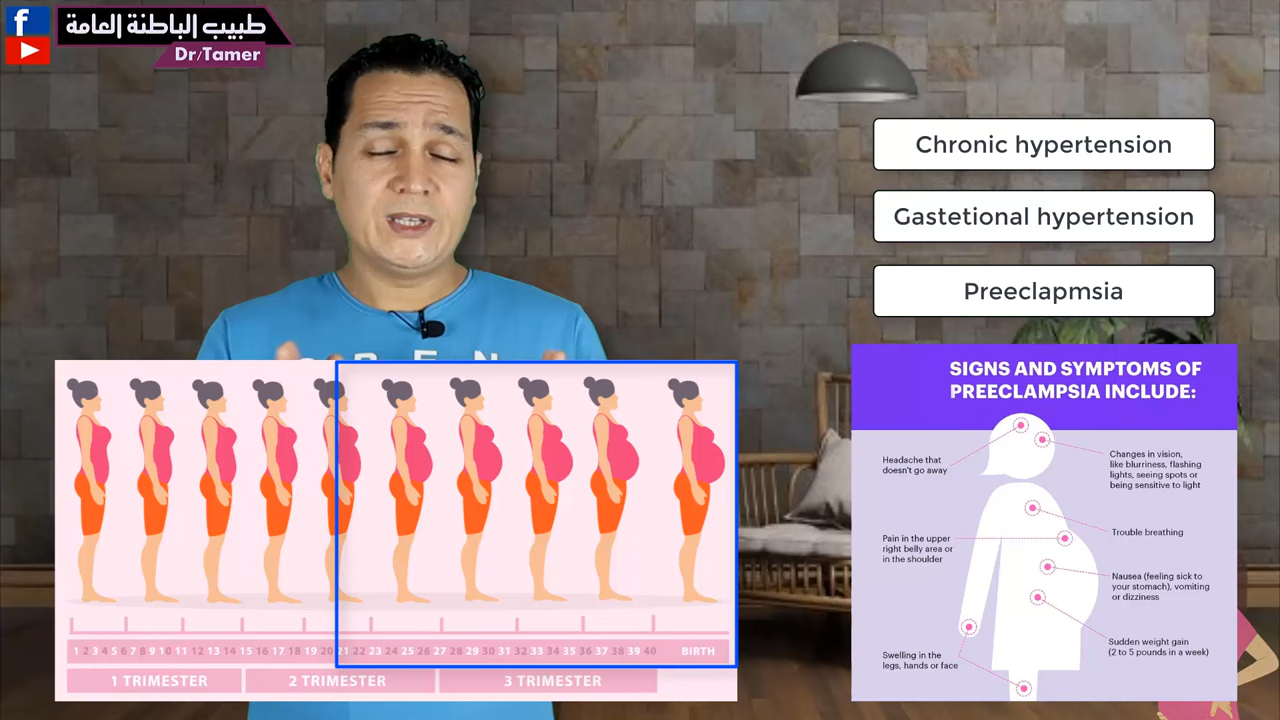 f
طبيب الباطنة العامة
Dr/Tamer
Chronic hypertension
Gastetional hypertension
Preeclapmsia
SIGNS AND SYMPTOMS OF
PREECLAMPSIA INCLUDE:
Headache that
doesn't go away
Changes in vision,
like blurriness, flashing
lights, seeing spots or
being sensitive to light
Trouble breathing
Pain in the upper
right belly area or
in the shoulder
Nausea (feeling sick to
your stomach), vomiting
or dizziness
Sudden weight gain
(2 to 5 pounds in a week)
Swelling in the
legs, hands or face
1 2 3 4 5 6 7 8 9 10 11 12 13 14 15 16 17 18 19 20 21 22 23 24 25 26 27 28 29 30 31 32 33 34 35 36 37 38 39 40 BIRTH
1 TRIMESTER 2 TRIMESTER 3 TRIMESTER